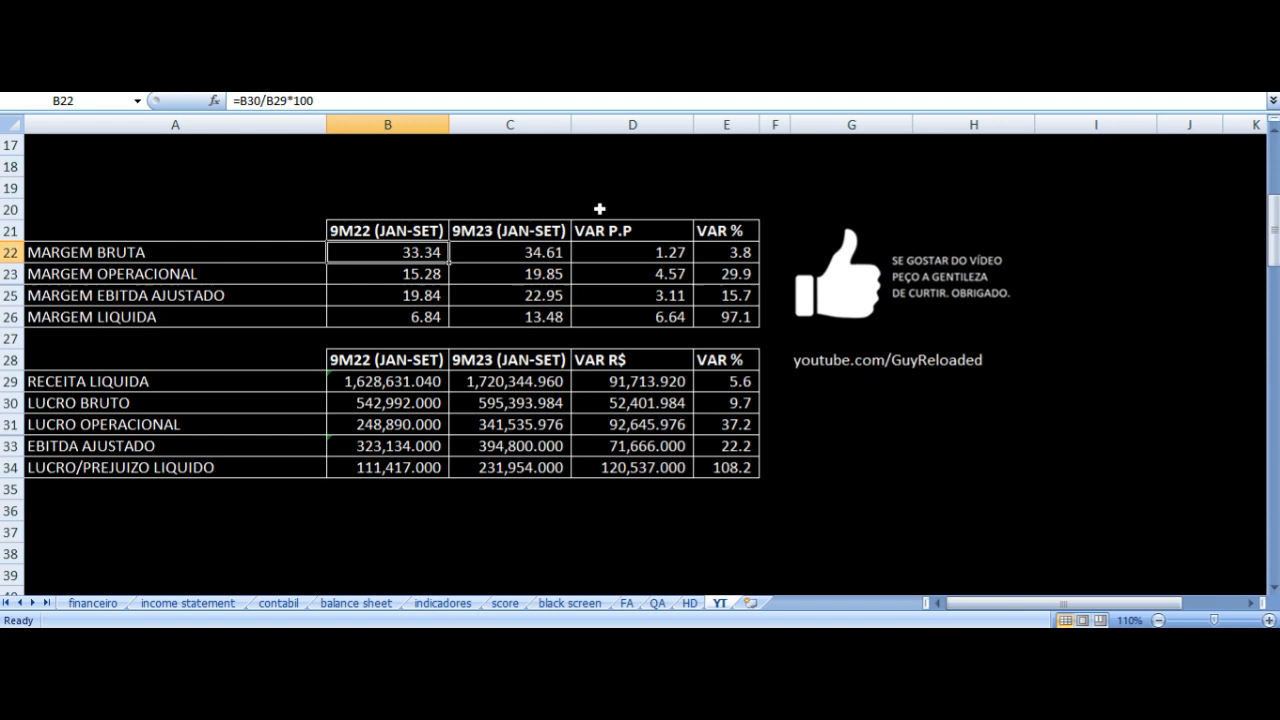 B22 fx =B30/B29*100
A B C D E F G H I J K
17
18
19
20
21 9M22 (JAN-SET) 9M23 (JAN-SET) VAR P.P VAR %
22 MARGEM BRUTA 33.34 34.61 1.27 3.8
23 MARGEM OPERACIONAL 15.28 19.85 4.57 29.9
25 MARGEM EBITDA AJUSTADO 19.84 22.95 3.11 15.7
26 MARGEM LIQUIDA 6.84 13.48 6.64 97.1
27
28 9M22 (JAN-SET) 9M23 (JAN-SET) VAR R$ VAR %
29 RECEITA LIQUIDA 1,628,631.040 1,720,344.960 91,713.920 5.6
30 LUCRO BRUTO 542,992.000 595,393.984 52,401.984 9.7
31 LUCRO OPERACIONAL 248,890.000 341,535.976 92,645.976 37.2
33 EBITDA AJUSTADO 323,134.000 394,800.000 71,666.000 22.2
34 LUCRO/PREJUIZO LIQUIDO 111,417.000 231,954.000 120,537.000 108.2
35
36
37
38
39
SE GOSTAR DO VÍDEO
PEÇO A GENTILEZA
DE CURTIR. OBRIGADO.
youtube.com/GuyReloaded
financeiro income statement contabil balance sheet indicadores score black screen FA QA HD YT
Ready 110%